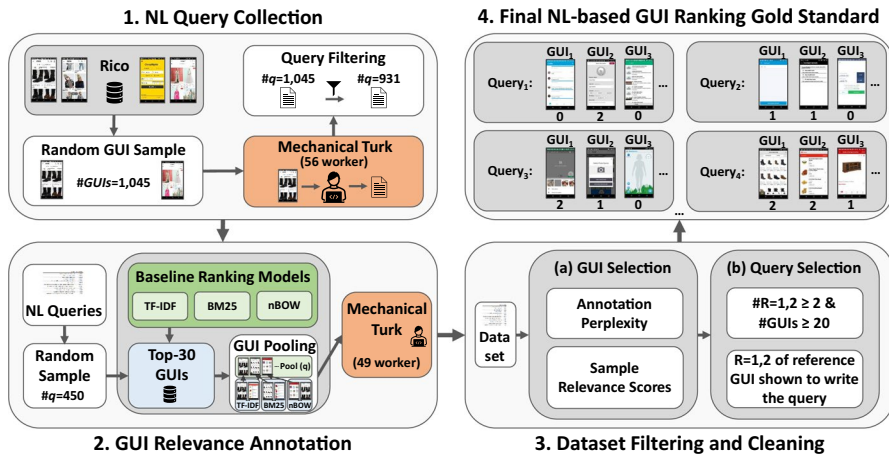 1. NL Query Collection
Rico
Random GUI Sample
#GUIs=1,045
Query Filtering
#q=1,045
#q=931
Mechanical Turk
(56 worker)
4. Final NL-based GUI Ranking Gold Standard
Query1:
GUI1
GUI2
GUI3
...
0
2
0
Query2:
GUI1
GUI2
GUI3
...
1
1
0
Query3:
GUI1
GUI2
GUI3
...
2
1
0
Query4:
GUI1
GUI2
GUI3
...
2
2
1
...
NL Queries
Random
Sample
#q=450
Baseline Ranking Models
TF-IDF
BM25
nBOW
Top-30
GUIs
GUI Pooling
Pool (q)
TF-IDF
BM25
nBOW
Mechanical
Turk
(49 worker)
2. GUI Relevance Annotation
Data
set
(a) GUI Selection
Annotation
Perplexity
Sample
Relevance Scores
(b) Query Selection
#R=1,2 ≥ 2 &
#GUIs ≥ 20
R=1,2 of reference
GUI shown to write
the query
3. Dataset Filtering and Cleaning